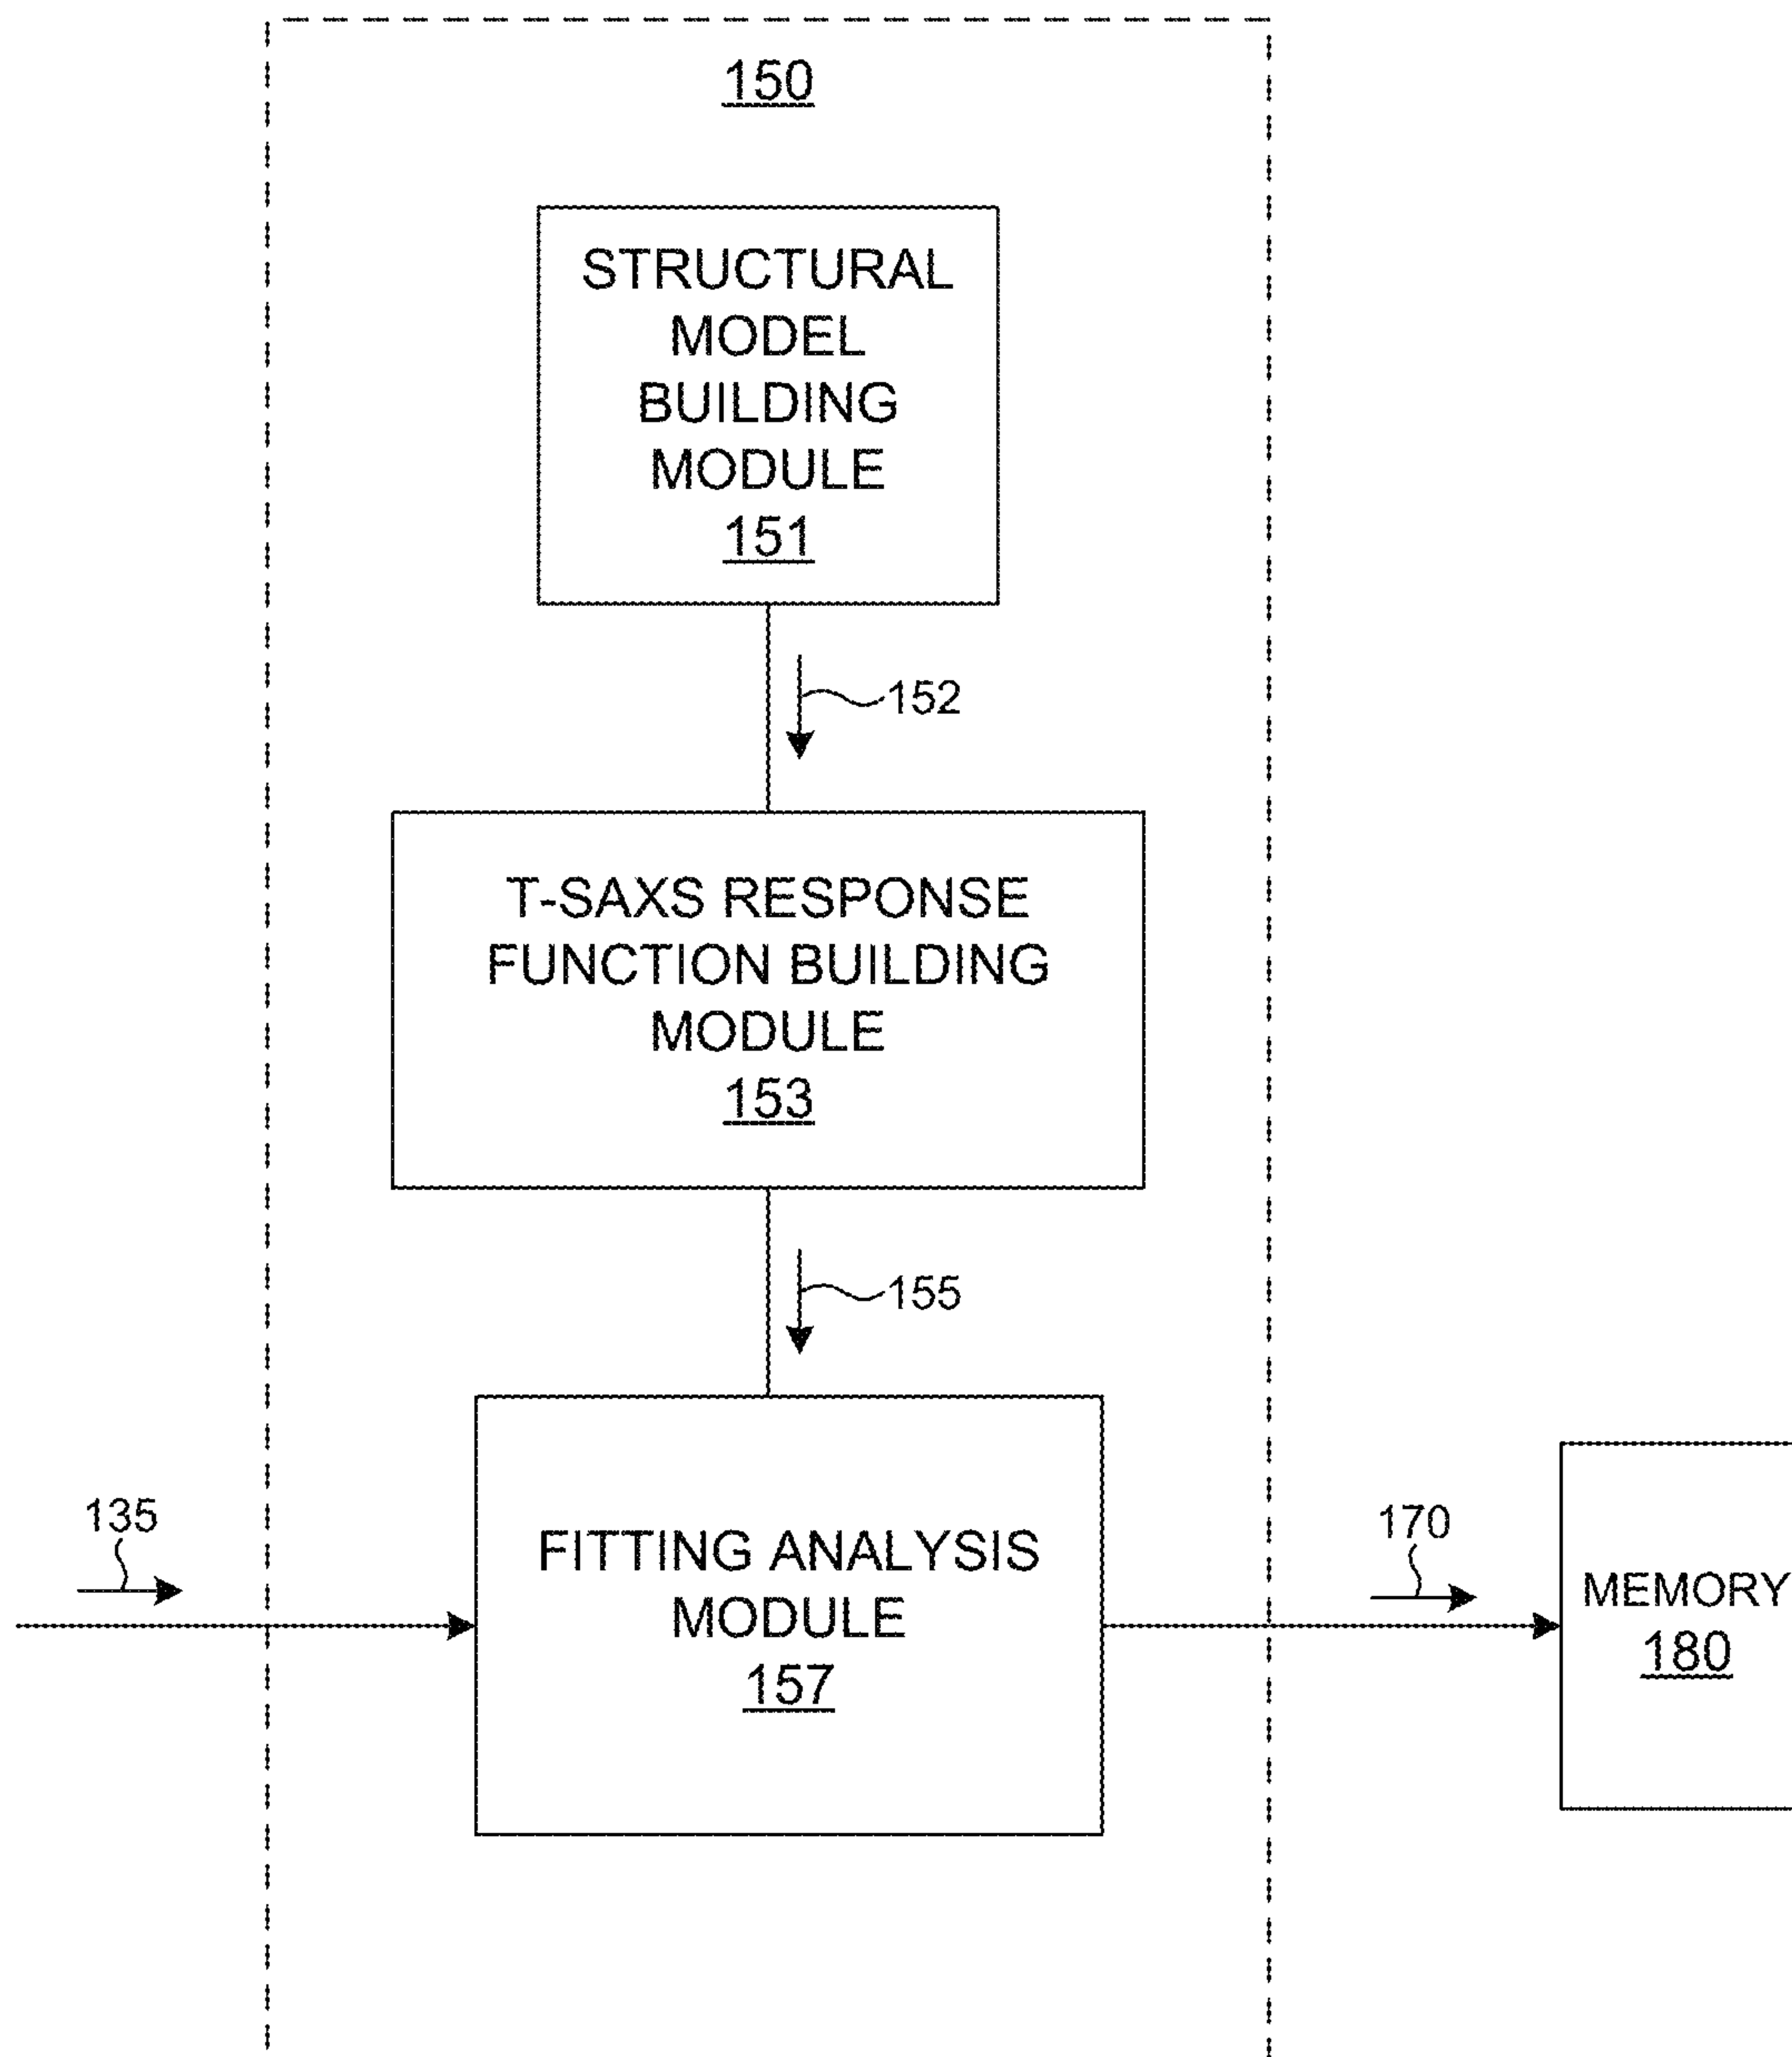 150
STRUCTURAL
MODEL
BUILDING
MODULE
151
152
T-SAXS RESPONSE
FUNCTION BUILDING
MODULE
153
155
135
FITTING ANALYSIS
MODULE
157
170
MEMORY
180